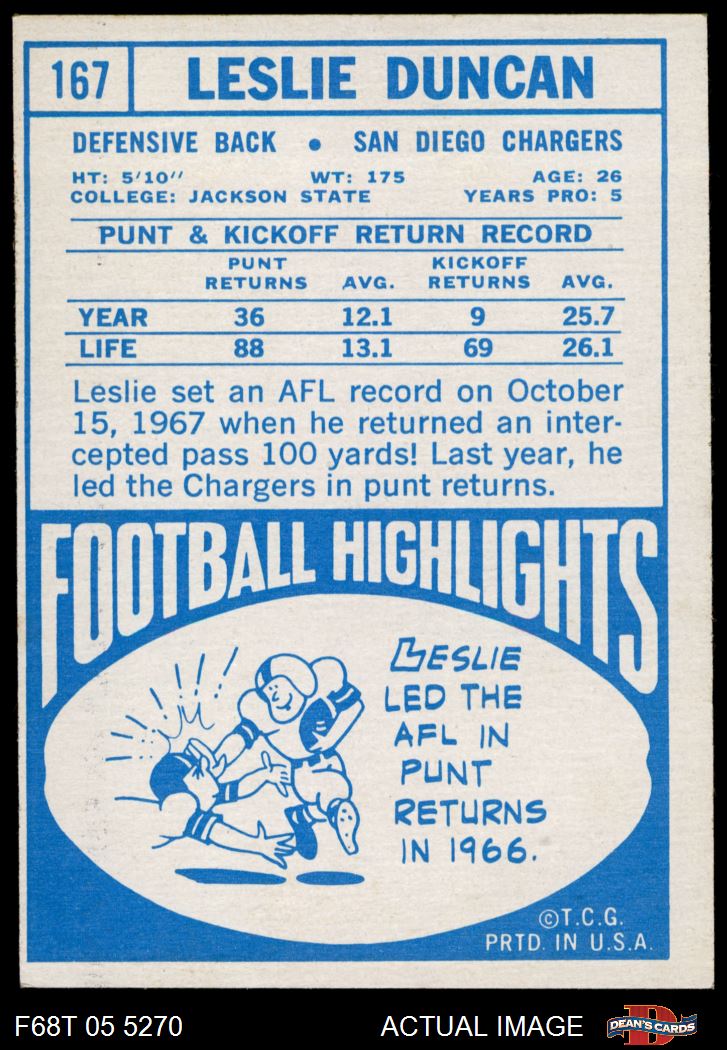 167 LESLIE DUNCAN
DEFENSIVE BACK • SAN DIEGO CHARGERS
HT: 5'10" WT: 175 AGE: 26
COLLEGE: JACKSON STATE YEARS PRO: 5
PUNT & KICKOFF RETURN RECORD
PUNT KICKOFF
RETURNS AVG. RETURNS AVG.
YEAR 36 12.1 9 25.7
LIFE 88 13.1 69 26.1
Leslie set an AFL record on October
15, 1967 when he returned an inter-
cepted pass 100 yards! Last year, he
led the Chargers in punt returns.
FOOTBALL HIGHLIGHTS
LESLIE
LED THE
AFL IN
PUNT
RETURNS
IN 1966.
©T.C.G.
PRTD. IN U.S.A.
F68T 05 5270 ACTUAL IMAGE D DEAN'S CARDS